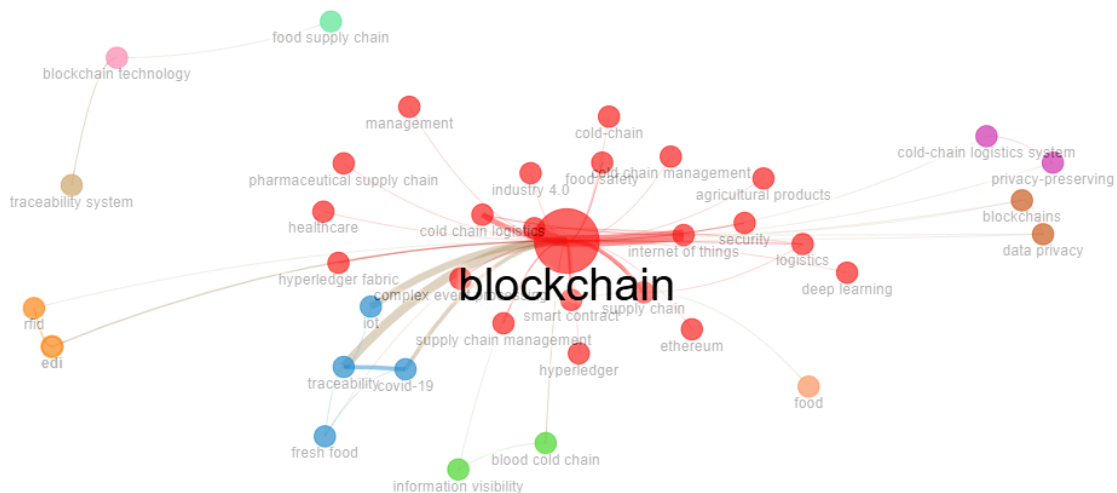 food supply chain
blockchain technology
management
cold-chain
cold-chain logistics system
food safety
cold chain management
pharmaceutical supply chain
industry 4.0
agricultural products
privacy-preserving
traceability system
blockchains
healthcare
cold chain logistics
security
internet of things
logistics
data privacy
hyperledger fabric
complex event processing
blockchain
deep learning
rfid
iot
smart contract
supply chain
supply chain management
ethereum
edi
hyperledger
traceability
covid-19
food
fresh food
blood cold chain
information visibility